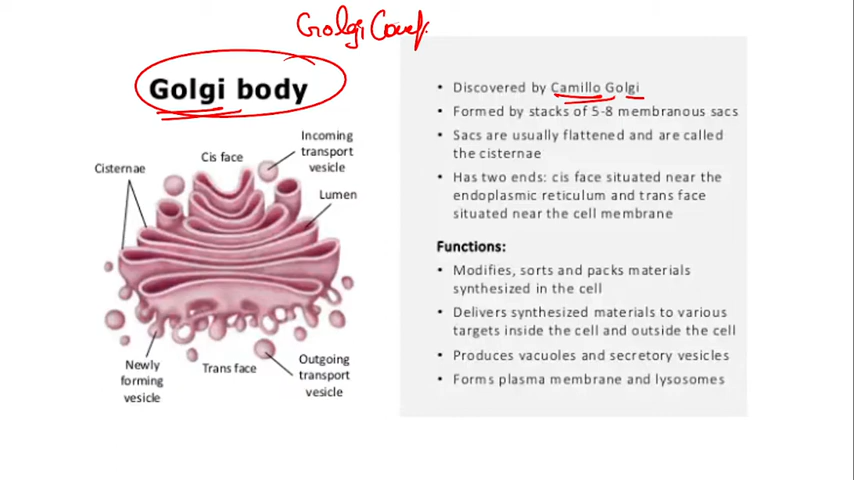 Golgi Comp.
Golgi body
Incoming
transport
vesicle
Cis face
Cisternae
Lumen
Newly
forming
vesicle
Trans face
Outgoing
transport
vesicle
• Discovered by Camillo Golgi
• Formed by stacks of 5-8 membranous sacs
• Sacs are usually flattened and are called
the cisternae
• Has two ends: cis face situated near the
endoplasmic reticulum and trans face
situated near the cell membrane
Functions:
• Modifies, sorts and packs materials
synthesized in the cell
• Delivers synthesized materials to various
targets inside the cell and outside the cell
• Produces vacuoles and secretory vesicles
• Forms plasma membrane and lysosomes